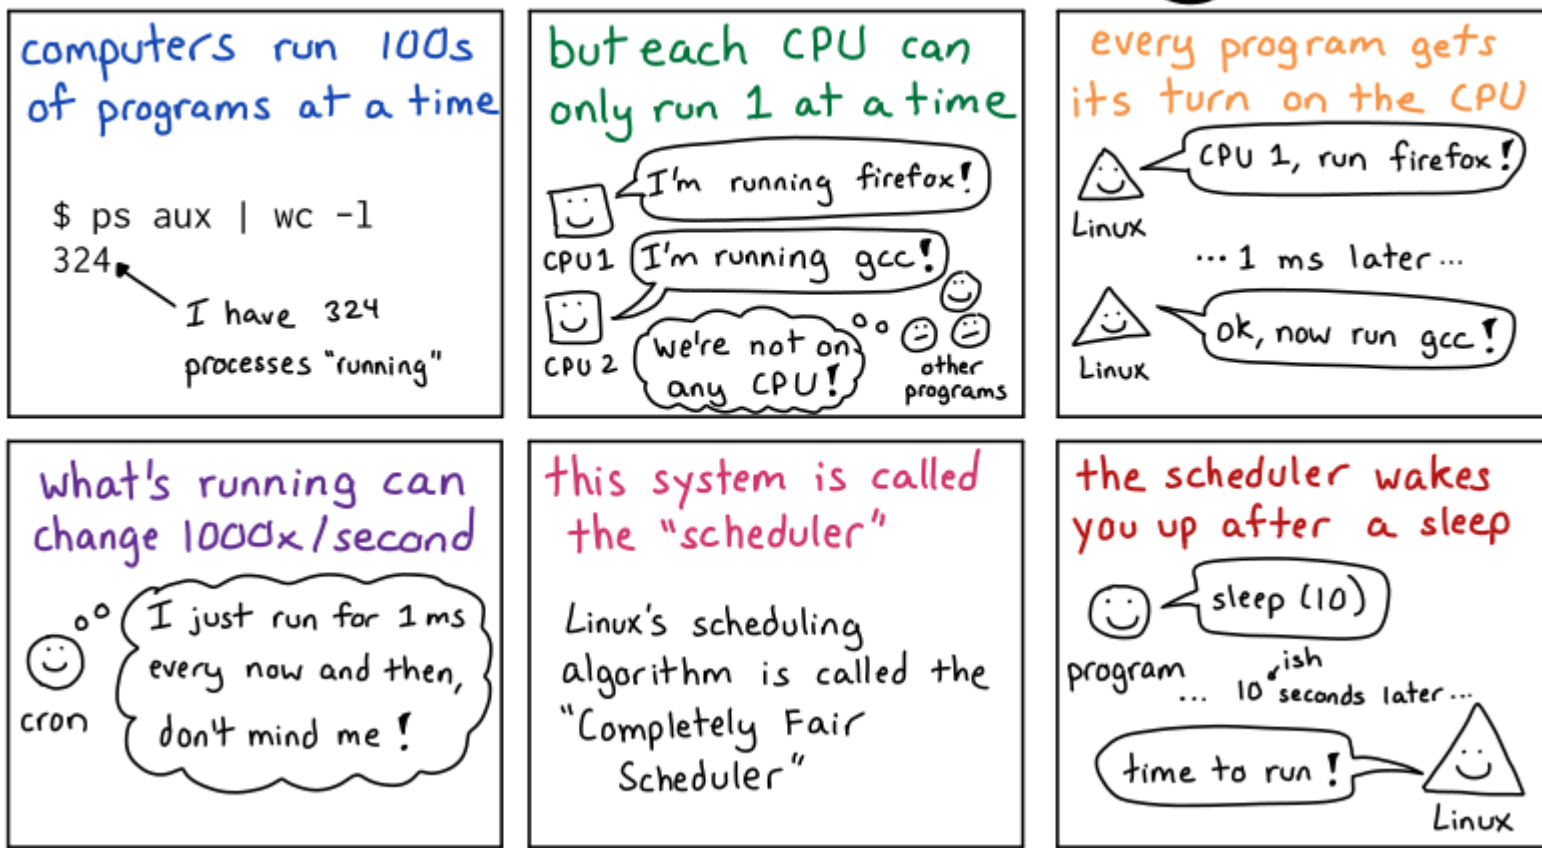 computers run 100s
of programs at a time
$ ps aux | wc -l
324
I have 324
processes "running"
but each CPU can
only run 1 at a time
I'm running firefox!
CPU 1
I'm running gcc!
CPU 2
we're not on
any CPU!
other
programs
every program gets
its turn on the CPU
CPU 1, run firefox!
Linux
...1 ms later...
ok, now run gcc!
Linux
what's running can
change 1000x/second
I just run for 1 ms
every now and then,
don't mind me!
cron
this system is called
the "scheduler"
Linux's scheduling
algorithm is called the
"Completely Fair
Scheduler"
the scheduler wakes
you up after a sleep
sleep (10)
program
ish
... 10 seconds later...
time to run!
Linux